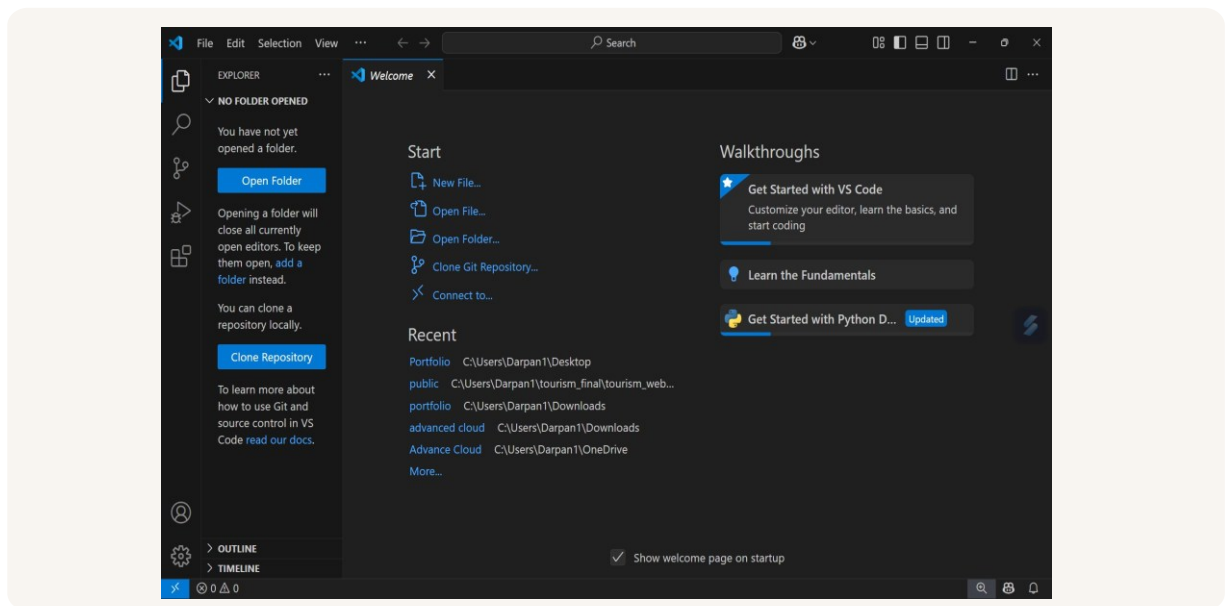 File Edit Selection View ··· Search
EXPLORER ···
Welcome
NO FOLDER OPENED
You have not yet
opened a folder.
Open Folder
Opening a folder will
close all currently
open editors. To keep
them open, add a
folder instead.
You can clone a
repository locally.
Clone Repository
To learn more about
how to use Git and
source control in VS
Code read our docs.
OUTLINE
TIMELINE
Start
New File...
Open File...
Open Folder...
Clone Git Repository...
Connect to...
Recent
Portfolio C:\Users\Darpan1\Desktop
public C:\Users\Darpan1\tourism_final\tourism_web...
portfolio C:\Users\Darpan1\Downloads
advanced cloud C:\Users\Darpan1\Downloads
Advance Cloud C:\Users\Darpan1\OneDrive
More...
Walkthroughs
Get Started with VS Code
Customize your editor, learn the basics, and
start coding
Learn the Fundamentals
Get Started with Python D... Updated
Show welcome page on startup
0 0